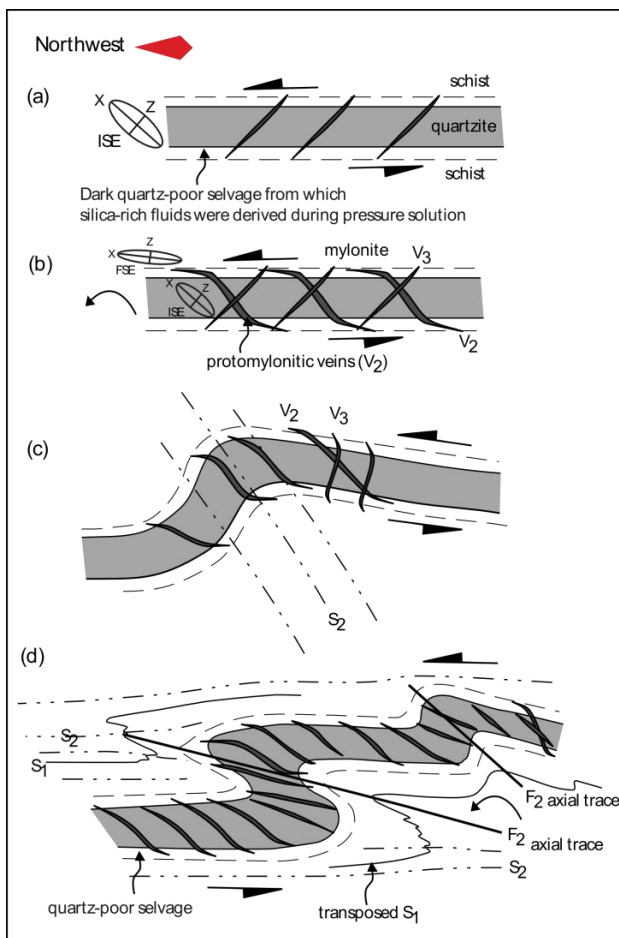 Northwest
(a)
X
Z
ISE
schist
quartzite
schist
Dark quartz-poor selvage from which
silica-rich fluids were derived during pressure solution
(b)
X
Z
FSE
Z
X
ISE
mylonite
V3
V2
protomylonitic veins (V2)
(c)
V2
V3
S2
(d)
S2
S1
F2 axial trace
F2 axial trace
S2
quartz-poor selvage
transposed S1